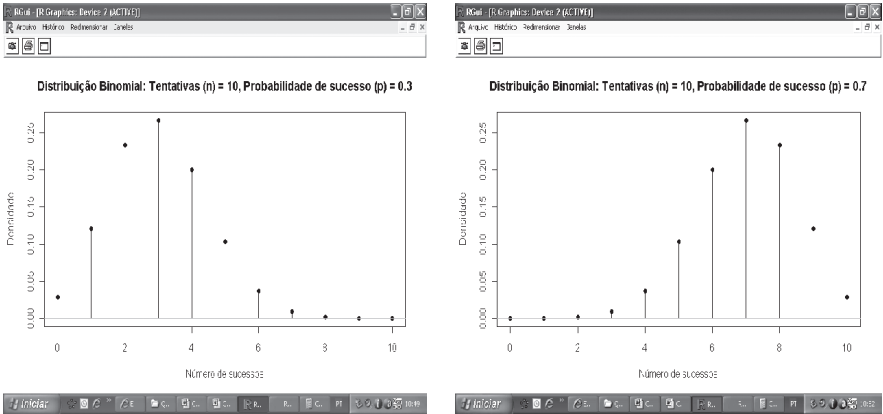 RGui - [R Graphics: Device 2 (ACTIVE)]
Arquivo Histórico Redimensionar Janelas
Distribuição Binomial: Tentativas (n) = 10, Probabilidade de sucesso (p) = 0.3
Densidade
0.25
0.20
0.15
0.10
0.05
0.00
0 2 4 6 8 10
Número de sucessos
Iniciar
PT
10:49
RGui - [R Graphics: Device 2 (ACTIVE)]
Arquivo Histórico Redimensionar Janelas
Distribuição Binomial: Tentativas (n) = 10, Probabilidade de sucesso (p) = 0.7
Densidade
0.25
0.20
0.15
0.10
0.05
0.00
0 2 4 6 8 10
Número de sucessos
Iniciar
PT